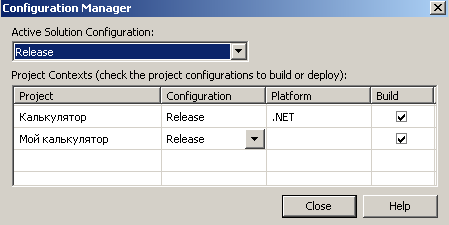 Configuration Manager
Active Solution Configuration:
Release
Project Contexts (check the project configurations to build or deploy):
Project Configuration Platform Build
Калькулятор Release .NET
Мой калькулятор Release
Close Help